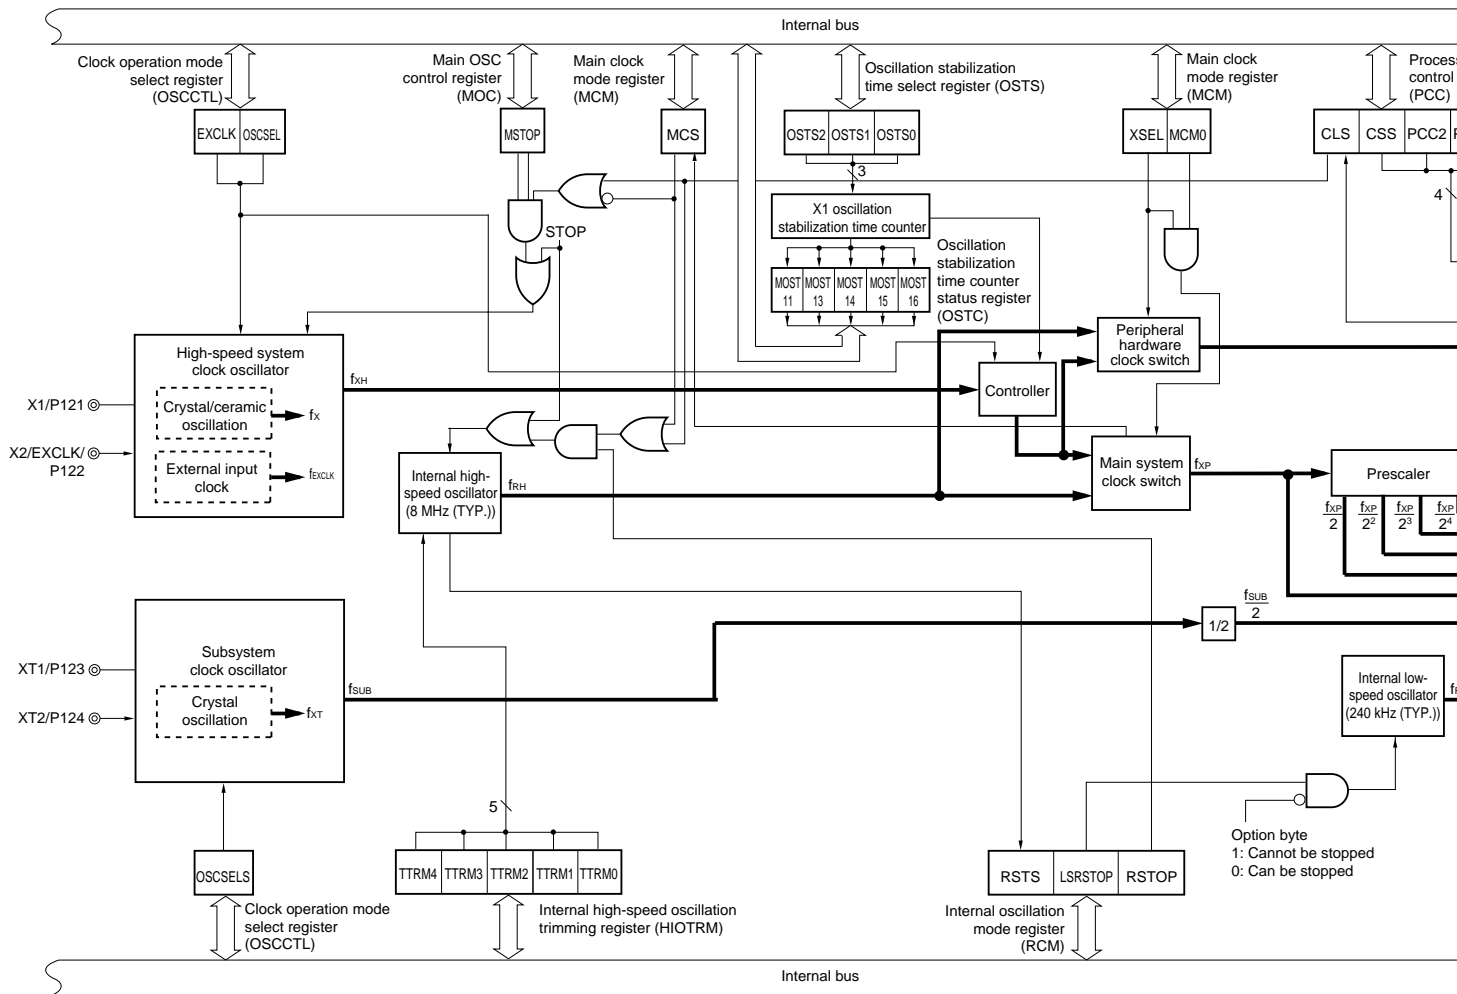 Internal bus
Clock operation mode
select register
(OSCCTL)
Main OSC
control register
(MOC)
Main clock
mode register
(MCM)
Oscillation stabilization
time select register (OSTS)
Main clock
mode register
(MCM)
Process
control
(PCC)
EXCLK OSCSEL
MSTOP
MCS
OSTS2 OSTS1 OSTS0
XSEL MCM0
CLS CSS PCC2 P
3
4
STOP
X1 oscillation
stabilization time counter
Oscillation
stabilization
time counter
status register
(OSTC)
MOST 11
MOST 13
MOST 14
MOST 15
MOST 16
High-speed system
clock oscillator
Crystal/ceramic
oscillation
fX
External input
clock
fEXCLK
X1/P121
X2/EXCLK/
P122
fXH
Controller
Peripheral
hardware
clock switch
Internal high-
speed oscillator
(8 MHz (TYP.))
fRH
Main system
clock switch
fXP
Prescaler
fXP
2
fXP
2²
fXP
2³
fXP
2⁴
fSUB
2
1/2
Subsystem
clock oscillator
Crystal
oscillation
fXT
XT1/P123
XT2/P124
fSUB
Internal low-
speed oscillator
(240 kHz (TYP.))
5
Option byte
1: Cannot be stopped
0: Can be stopped
OSCSELS
TTRM4 TTRM3 TTRM2 TTRM1 TTRM0
RSTS LSRSTOP RSTOP
Clock operation mode
select register
(OSCCTL)
Internal high-speed oscillation
trimming register (HIOTRM)
Internal oscillation
mode register
(RCM)
Internal bus